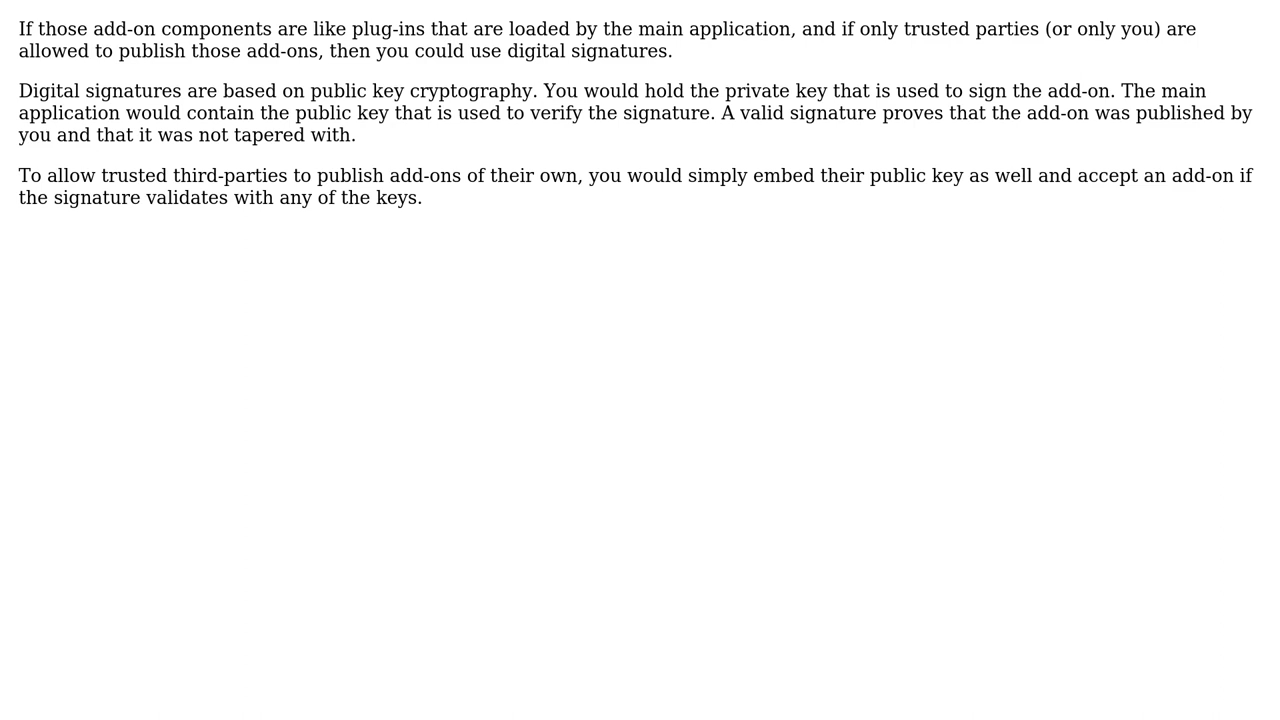 If those add-on components are like plug-ins that are loaded by the main application, and if only trusted parties (or only you) are
allowed to publish those add-ons, then you could use digital signatures.
Digital signatures are based on public key cryptography. You would hold the private key that is used to sign the add-on. The main
application would contain the public key that is used to verify the signature. A valid signature proves that the add-on was published by
you and that it was not tapered with.
To allow trusted third-parties to publish add-ons of their own, you would simply embed their public key as well and accept an add-on if
the signature validates with any of the keys.